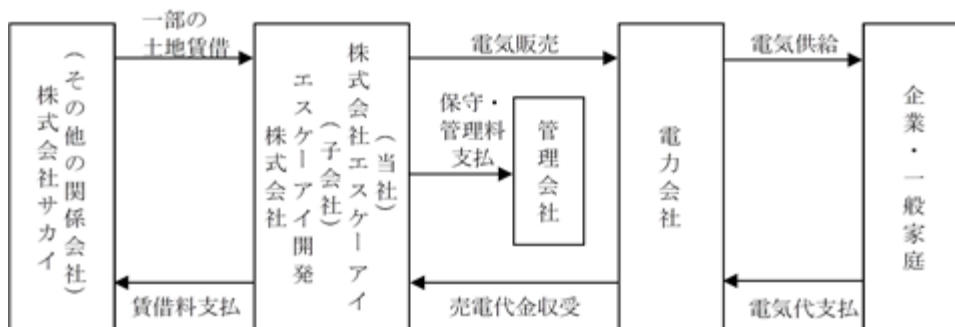 (その他の関係会社)
株式会社サカイ
一部の
土地賃借
賃借料支払
(当社)
株式会社エスケーアイ
(子会社)
エスケーアイ開発
株式会社
電気販売
保守・
管理料
支払
管理会社
売電代金収受
電力会社
電気供給
電気代支払
企業・一般家庭